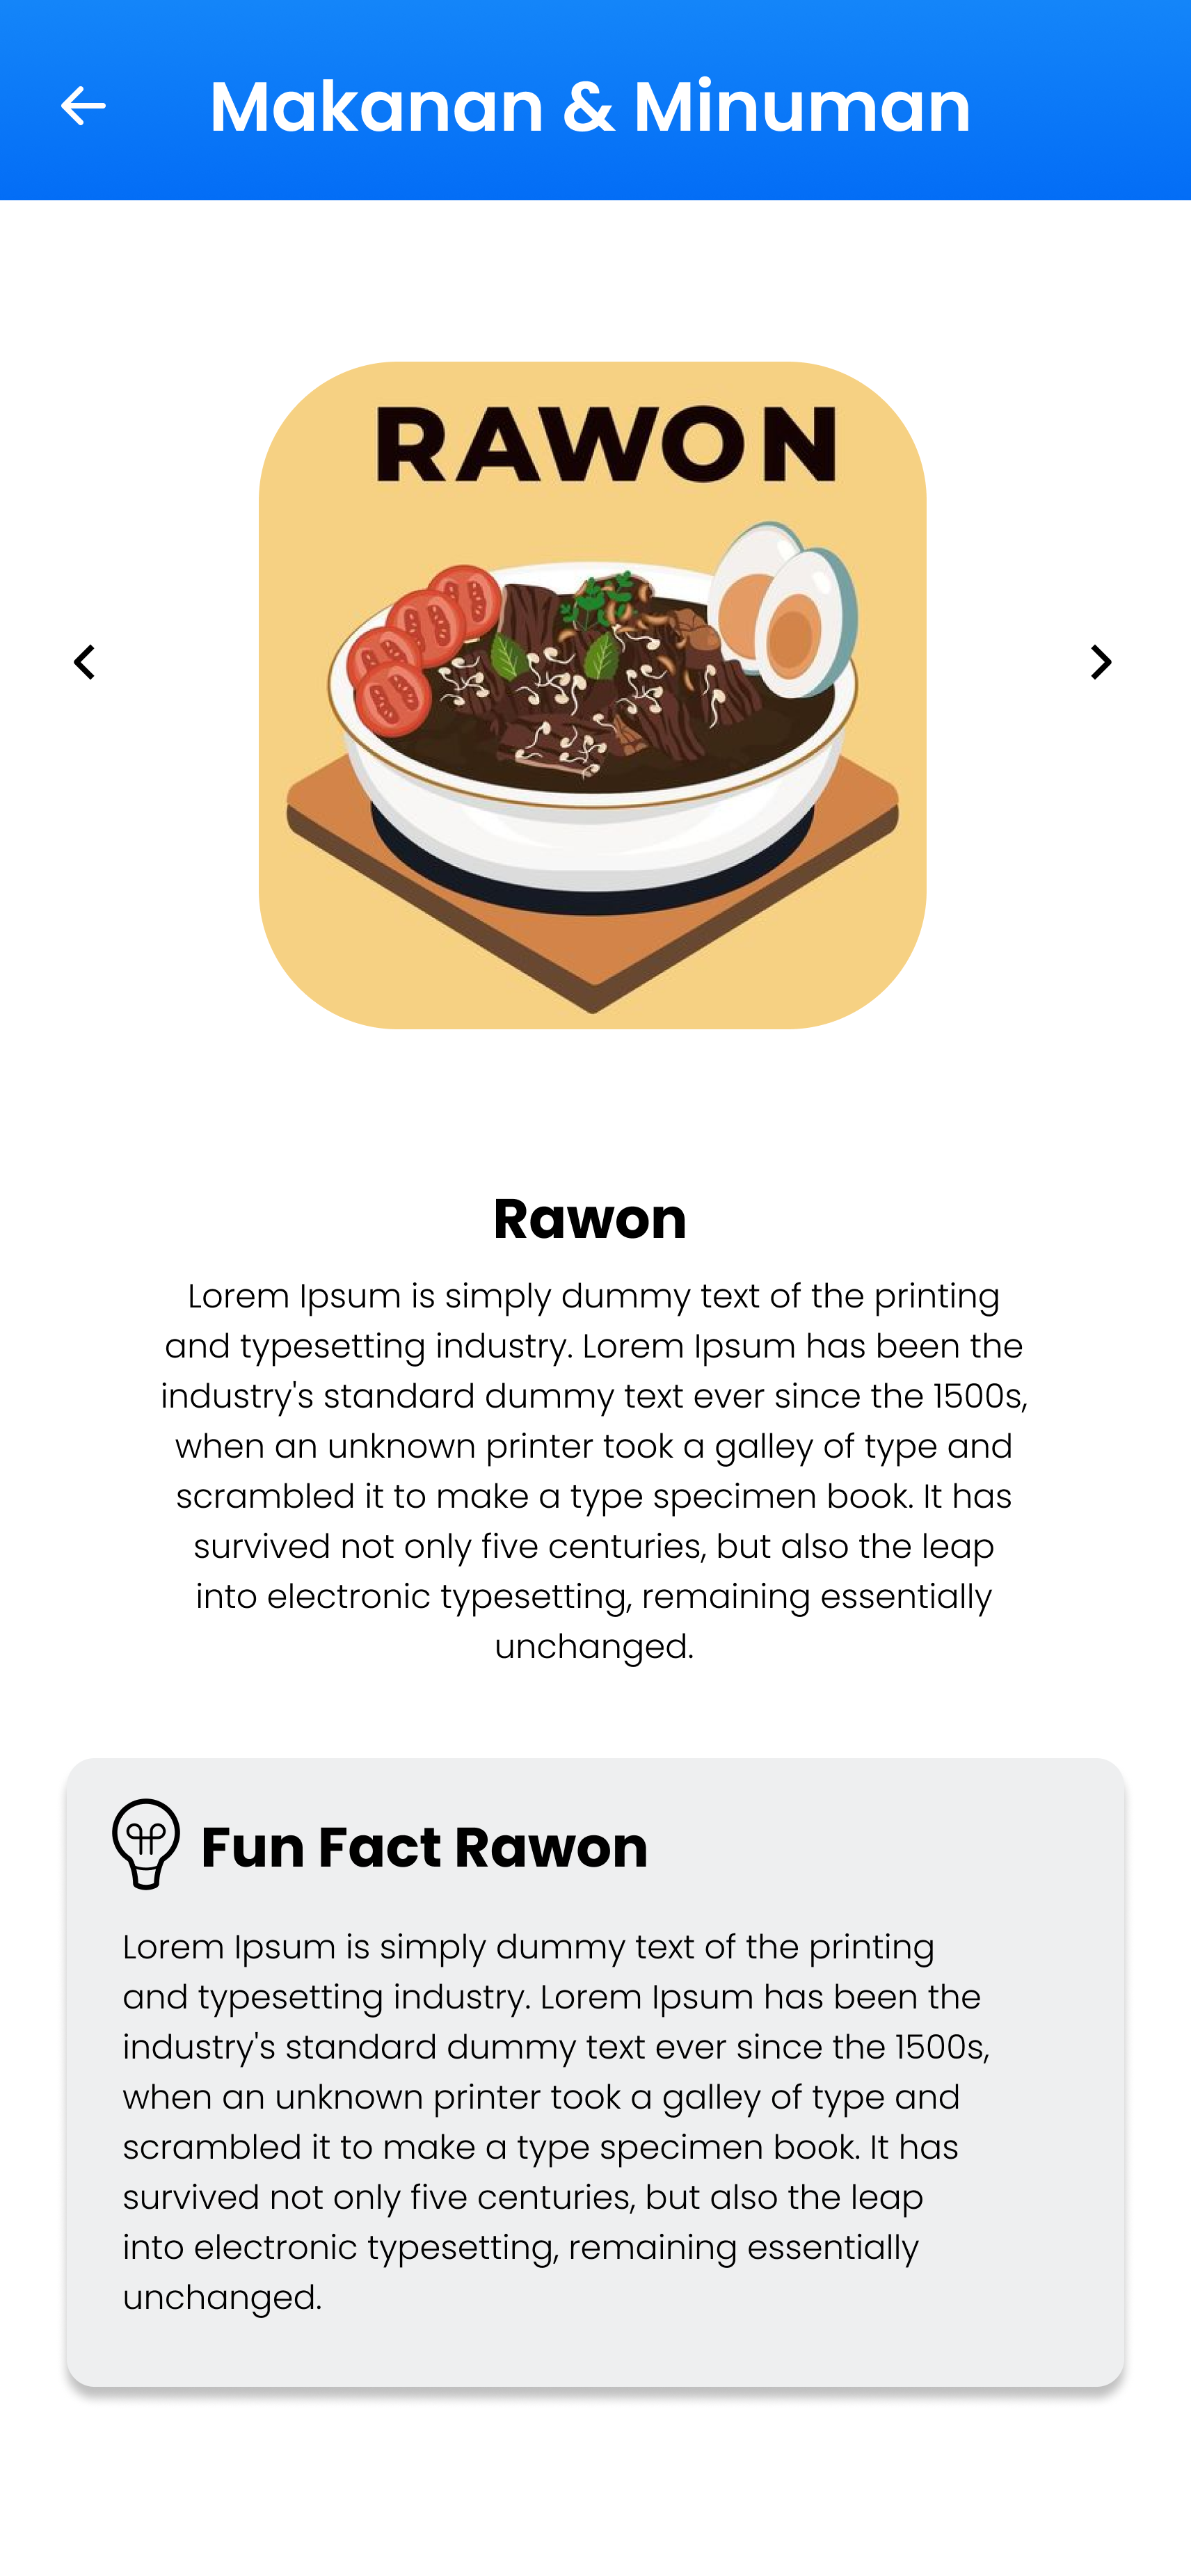 Makanan & Minuman
RAWON
Rawon
Lorem Ipsum is simply dummy text of the printing
and typesetting industry. Lorem Ipsum has been the
industry's standard dummy text ever since the 1500s,
when an unknown printer took a galley of type and
scrambled it to make a type specimen book. It has
survived not only five centuries, but also the leap
into electronic typesetting, remaining essentially
unchanged.
Fun Fact Rawon
Lorem Ipsum is simply dummy text of the printing
and typesetting industry. Lorem Ipsum has been the
industry's standard dummy text ever since the 1500s,
when an unknown printer took a galley of type and
scrambled it to make a type specimen book. It has
survived not only five centuries, but also the leap
into electronic typesetting, remaining essentially
unchanged.